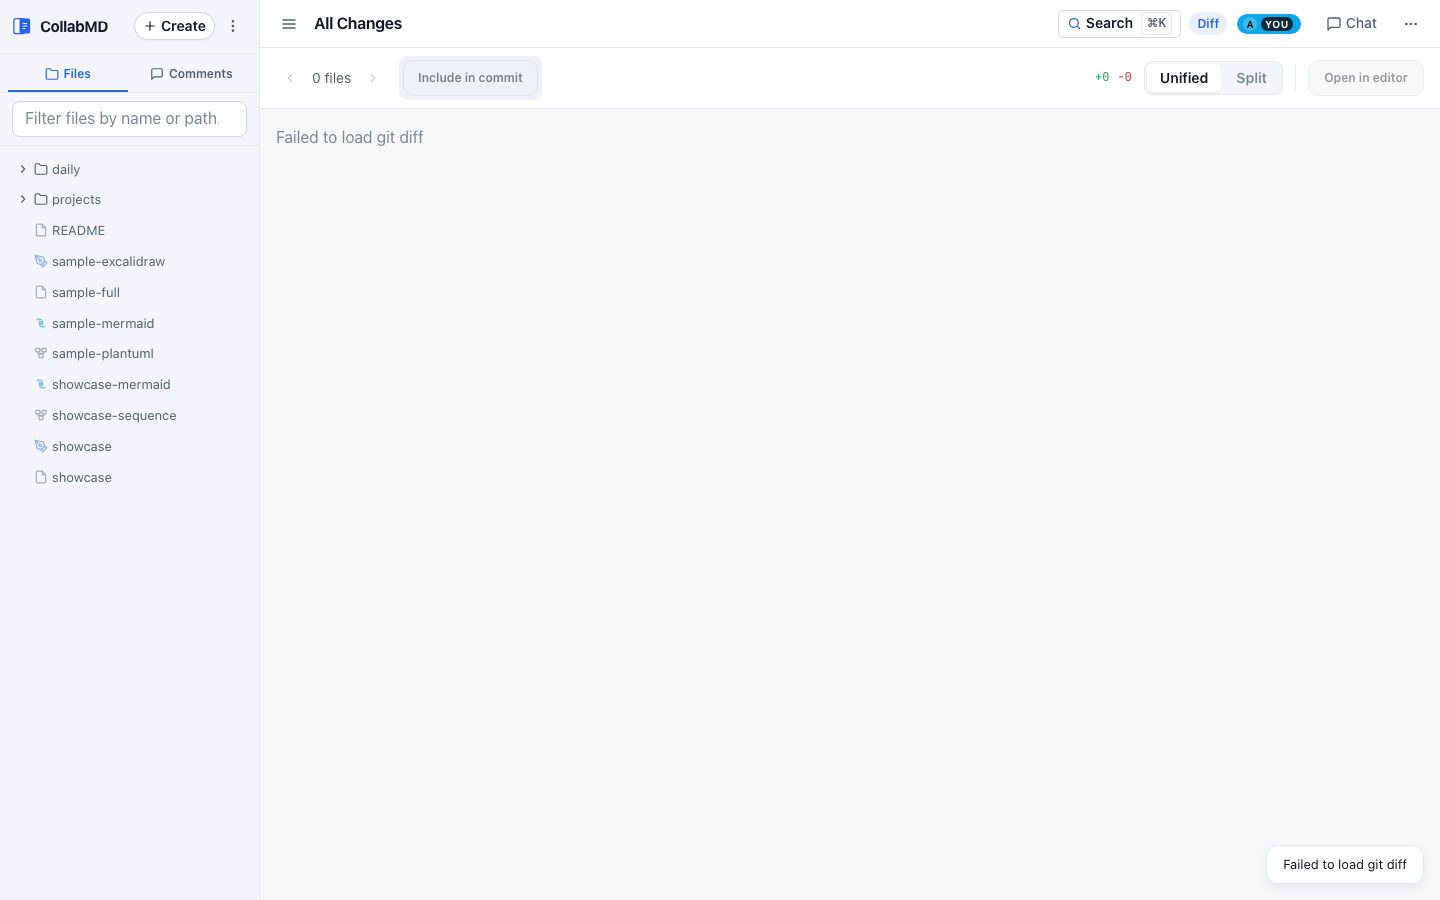 CollabMD
Create
All Changes
Search ⌘K
Diff
A YOU
Chat
Files
Comments
0 files
Include in commit
+0 -0
Unified
Split
Open in editor
Filter files by name or path.
Failed to load git diff
daily
projects
README
sample-excalidraw
sample-full
sample-mermaid
sample-plantuml
showcase-mermaid
showcase-sequence
showcase
showcase
Failed to load git diff